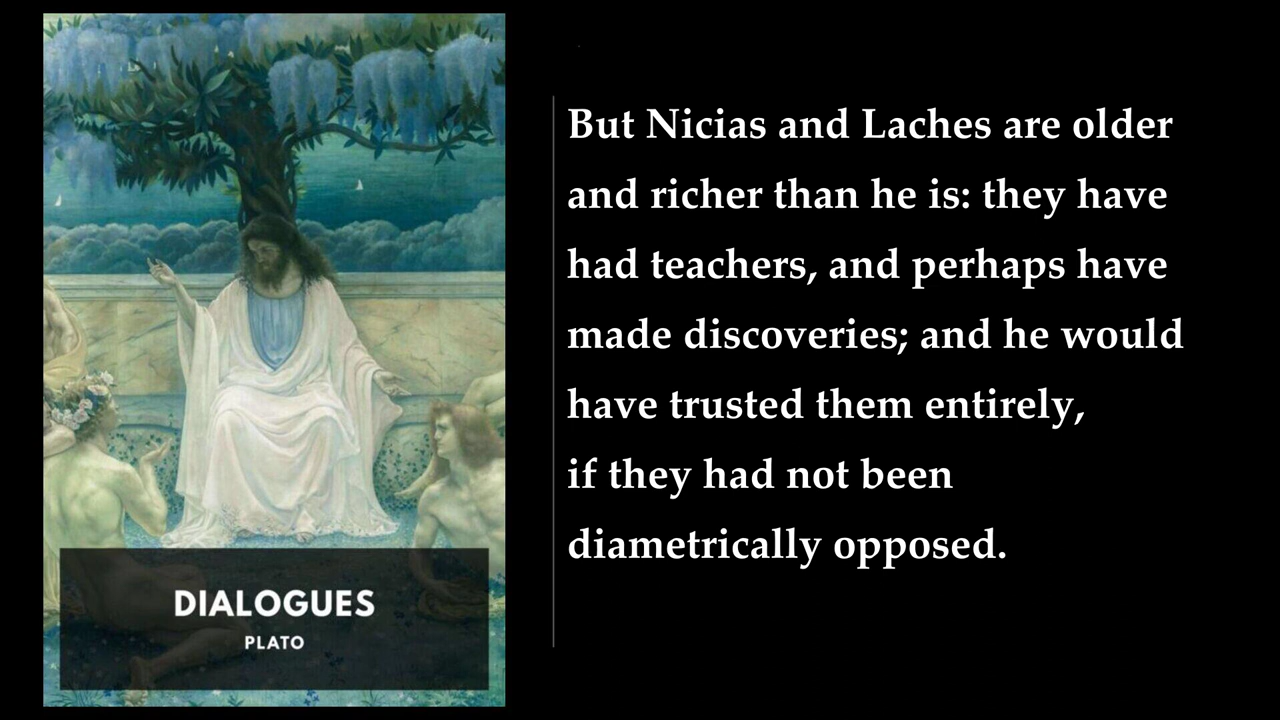 But Nicias and Laches are older
and richer than he is: they have
had teachers, and perhaps have
made discoveries; and he would
have trusted them entirely,
if they had not been
diametrically opposed.
DIALOGUES
PLATO